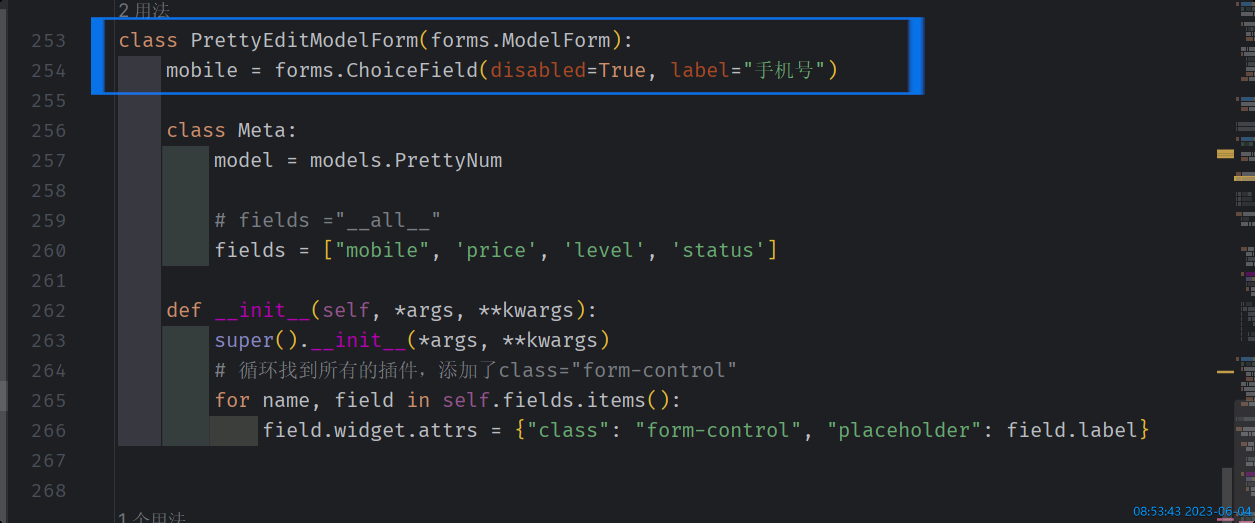 2 用法
253 class PrettyEditModelForm(forms.ModelForm):
254     mobile = forms.ChoiceField(disabled=True, label="手机号")
255
256     class Meta:
257         model = models.PrettyNum
258
259         # fields ="__all__"
260         fields = ["mobile", 'price', 'level', 'status']
261
262     def __init__(self, *args, **kwargs):
263         super().__init__(*args, **kwargs)
264         # 循环找到所有的插件，添加了class="form-control"
265         for name, field in self.fields.items():
266             field.widget.attrs = {"class": "form-control", "placeholder": field.label}
267
268
1 个用法
08:53:43 2023-06-04